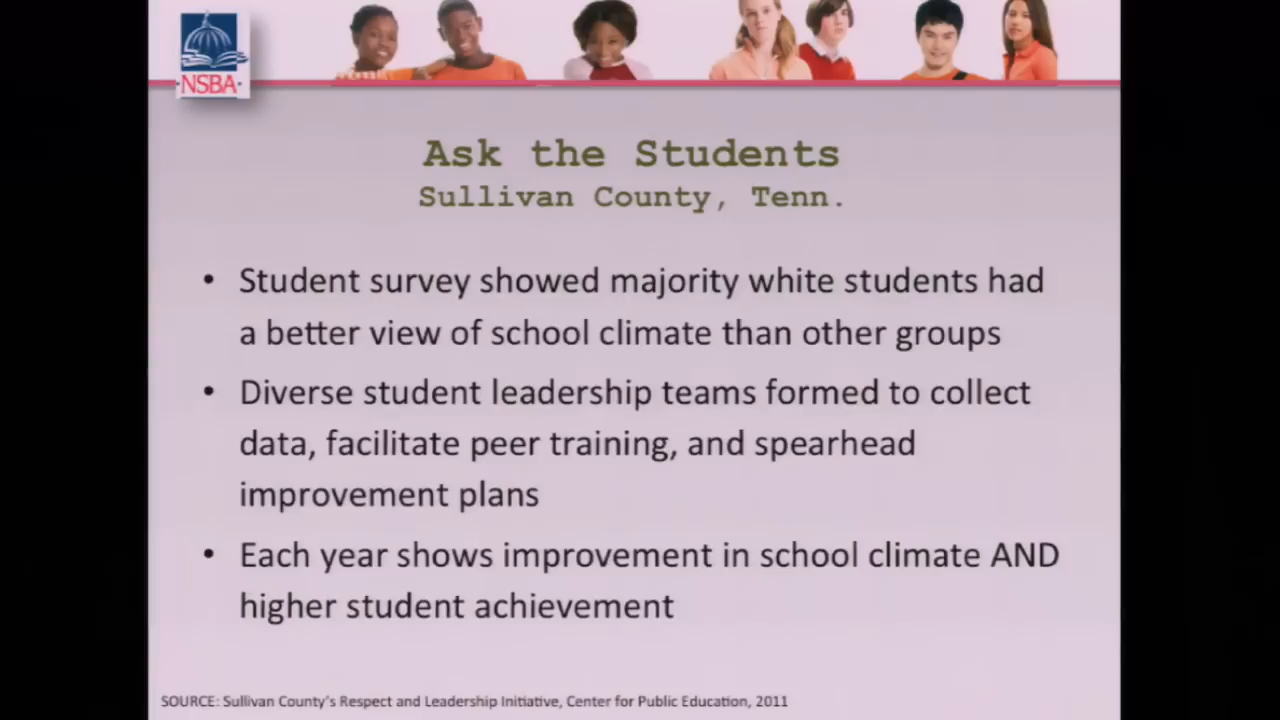 NSBA
Ask the Students
Sullivan County, Tenn.
• Student survey showed majority white students had
a better view of school climate than other groups
• Diverse student leadership teams formed to collect
data, facilitate peer training, and spearhead
improvement plans
• Each year shows improvement in school climate AND
higher student achievement
SOURCE: Sullivan County's Respect and Leadership Initiative, Center for Public Education, 2011